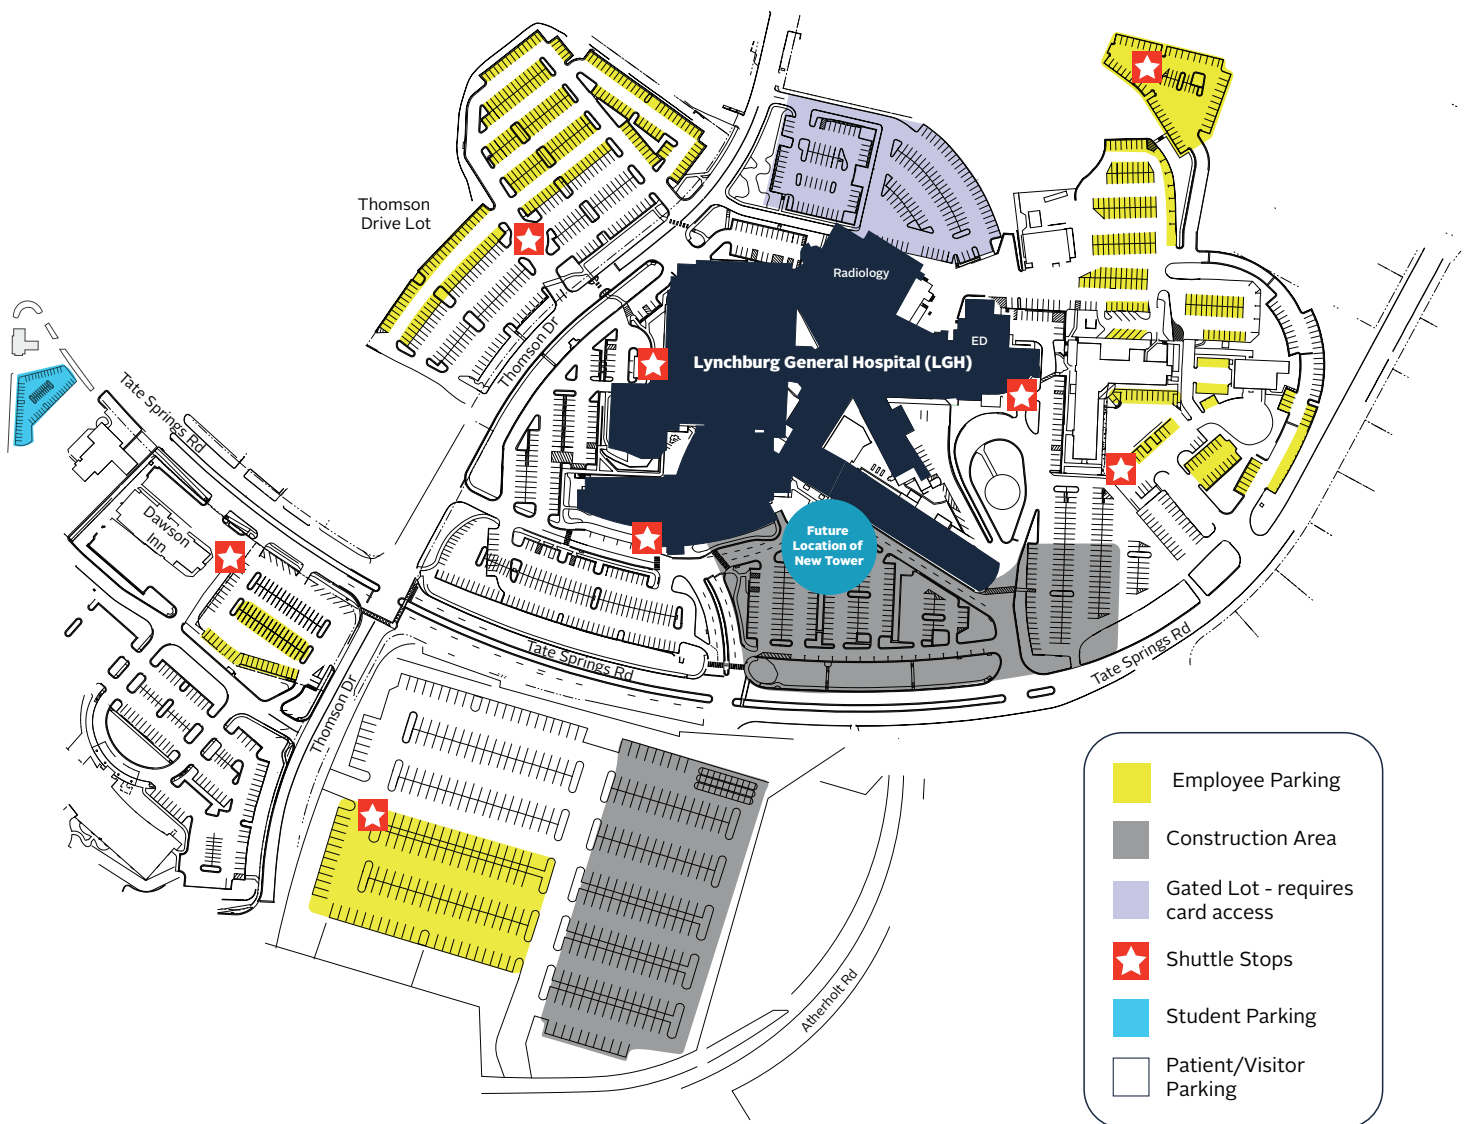 Thomson
Drive Lot
Radiology
ED
Lynchburg General Hospital (LGH)
Thomson Dr
Tate Springs Rd
Dawson
Inn
Future
Location of
New Tower
Tate Springs Rd
Tate Springs Rd
Thomson Dr
Atherholt Rd
Employee Parking
Construction Area
Gated Lot - requires
card access
Shuttle Stops
Student Parking
Patient/Visitor
Parking